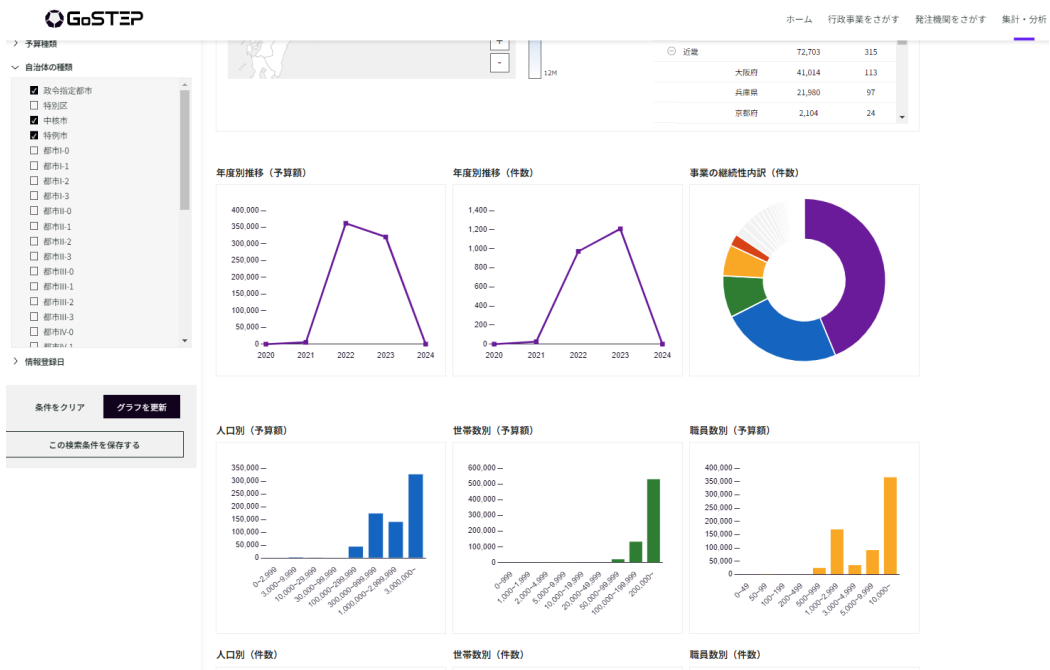 GoSTEP
ホーム 行政事業をさがす 発注機関をさがす 集計・分析
予算種類
自治体の種類
政令指定都市
特別区
中核市
特例市
都市I-0
都市I-1
都市I-2
都市I-3
都市II-0
都市II-1
都市II-2
都市II-3
都市III-0
都市III-1
都市III-2
都市III-3
都市IV-0
都市IV-1
情報登録日
条件をクリア グラフを更新
この検索条件を保存する
+
-
12M
近畿 72,703 315
大阪府 41,014 113
兵庫県 21,980 97
京都府 2,104 24
年度別推移（予算額）
400,000
350,000
300,000
250,000
200,000
150,000
100,000
50,000
0
2020 2021 2022 2023 2024
年度別推移（件数）
1,400
1,200
1,000
800
600
400
200
0
2020 2021 2022 2023 2024
事業の継続性内訳（件数）
人口別（予算額）
350,000
300,000
250,000
200,000
150,000
100,000
50,000
0
0~2,999
3,000~9,999
10,000~29,999
30,000~99,999
100,000~299,999
300,000~999,999
1,000,000~2,999,999
3,000,000~
世帯数別（予算額）
600,000
500,000
400,000
300,000
200,000
100,000
0
0~999
1,000~1,999
2,000~4,999
5,000~9,999
10,000~19,999
20,000~49,999
50,000~99,999
100,000~199,999
200,000~
職員数別（予算額）
400,000
350,000
300,000
250,000
200,000
150,000
100,000
50,000
0
0~49
50~99
100~199
200~499
500~999
1,000~2,999
3,000~4,999
5,000~9,999
10,000~
人口別（件数）
世帯数別（件数）
職員数別（件数）